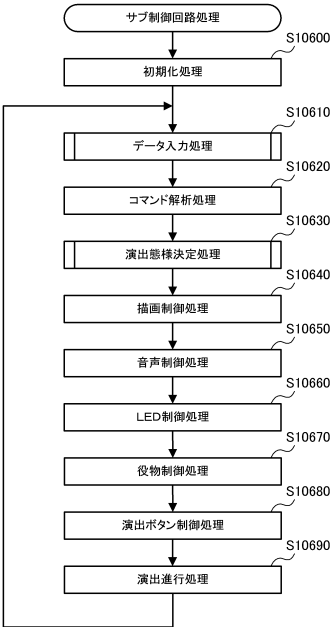 サブ制御回路処理
S10600
初期化処理
S10610
データ入力処理
S10620
コマンド解析処理
S10630
演出態様決定処理
S10640
描画制御処理
S10650
音声制御処理
S10660
ＬＥＤ制御処理
S10670
役物制御処理
S10680
演出ボタン制御処理
S10690
演出進行処理